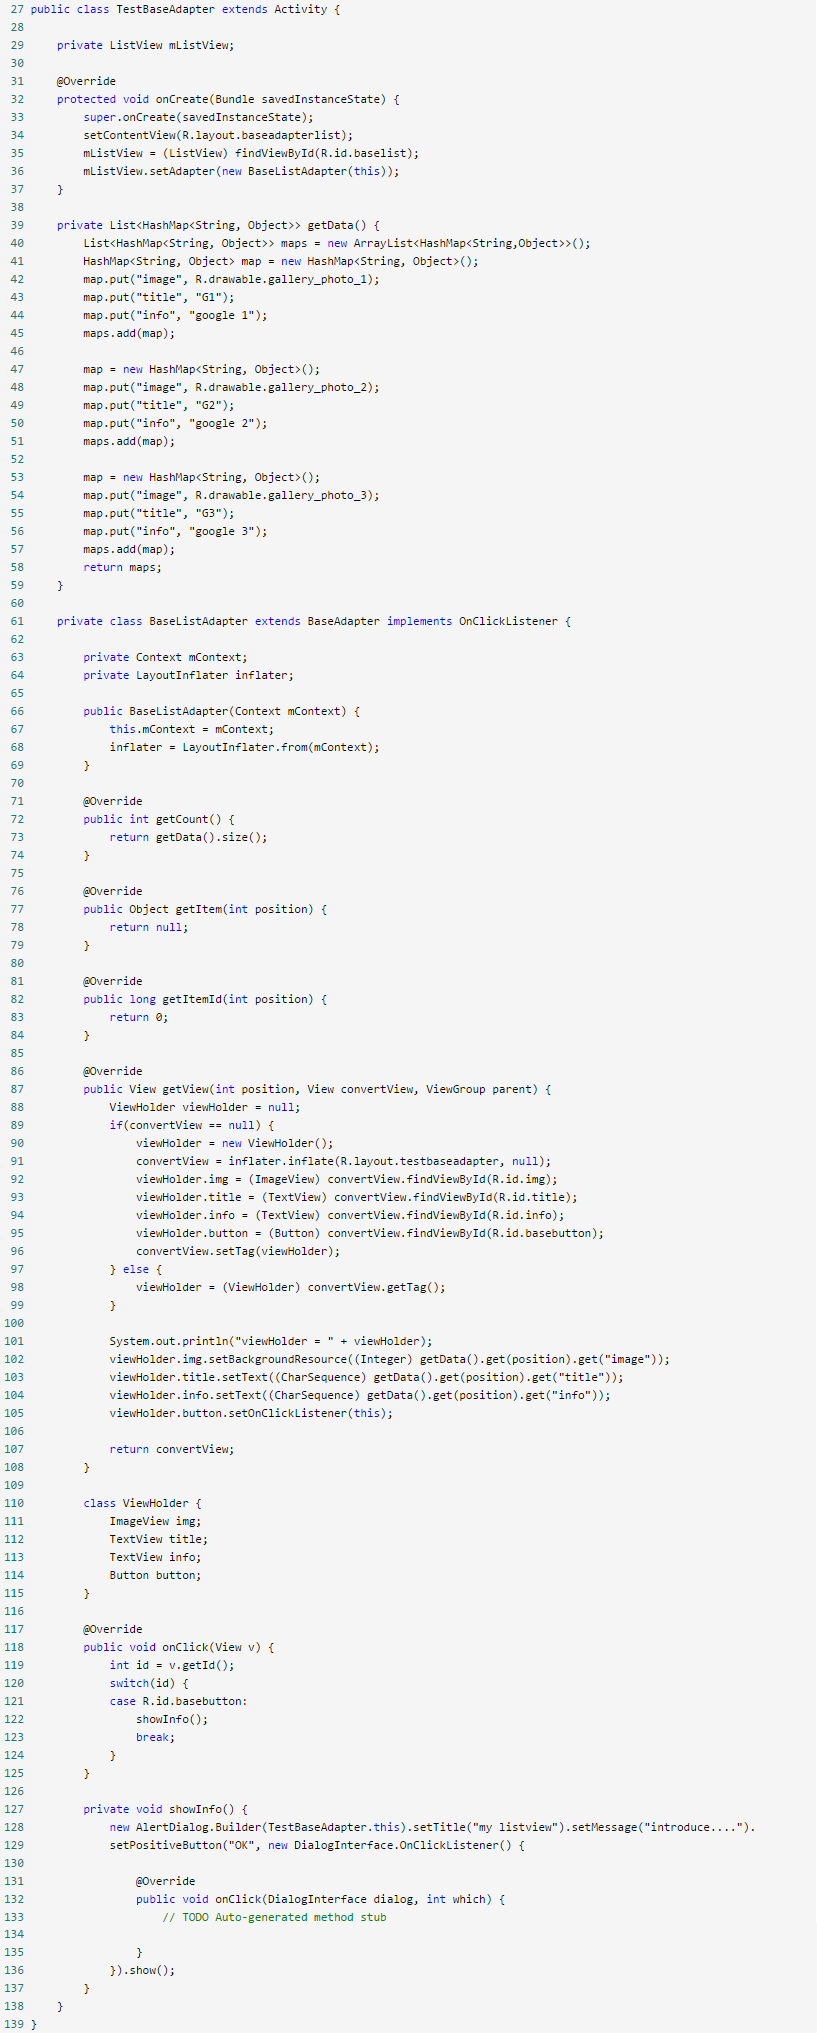 27 public class TestBaseAdapter extends Activity {
28
29     private ListView mListView;
30
31     @Override
32     protected void onCreate(Bundle savedInstanceState) {
33         super.onCreate(savedInstanceState);
34         setContentView(R.layout.baseadapterlist);
35         mListView = (ListView) findViewById(R.id.baselist);
36         mListView.setAdapter(new BaseListAdapter(this));
37     }
38
39     private List<HashMap<String, Object>> getData() {
40         List<HashMap<String, Object>> maps = new ArrayList<HashMap<String,Object>>();
41         HashMap<String, Object> map = new HashMap<String, Object>();
42         map.put("image", R.drawable.gallery_photo_1);
43         map.put("title", "G1");
44         map.put("info", "google 1");
45         maps.add(map);
46
47         map = new HashMap<String, Object>();
48         map.put("image", R.drawable.gallery_photo_2);
49         map.put("title", "G2");
50         map.put("info", "google 2");
51         maps.add(map);
52
53         map = new HashMap<String, Object>();
54         map.put("image", R.drawable.gallery_photo_3);
55         map.put("title", "G3");
56         map.put("info", "google 3");
57         maps.add(map);
58         return maps;
59     }
60
61     private class BaseListAdapter extends BaseAdapter implements OnClickListener {
62
63         private Context mContext;
64         private LayoutInflater inflater;
65
66         public BaseListAdapter(Context mContext) {
67             this.mContext = mContext;
68             inflater = LayoutInflater.from(mContext);
69         }
70
71         @Override
72         public int getCount() {
73             return getData().size();
74         }
75
76         @Override
77         public Object getItem(int position) {
78             return null;
79         }
80
81         @Override
82         public long getItemId(int position) {
83             return 0;
84         }
85
86         @Override
87         public View getView(int position, View convertView, ViewGroup parent) {
88             ViewHolder viewHolder = null;
89             if(convertView == null) {
90                 viewHolder = new ViewHolder();
91                 convertView = inflater.inflate(R.layout.testbaseadapter, null);
92                 viewHolder.img = (ImageView) convertView.findViewById(R.id.img);
93                 viewHolder.title = (TextView) convertView.findViewById(R.id.title);
94                 viewHolder.info = (TextView) convertView.findViewById(R.id.info);
95                 viewHolder.button = (Button) convertView.findViewById(R.id.basebutton);
96                 convertView.setTag(viewHolder);
97             } else {
98                 viewHolder = (ViewHolder) convertView.getTag();
99             }
100
101             System.out.println("viewHolder = " + viewHolder);
102             viewHolder.img.setBackgroundResource((Integer) getData().get(position).get("image"));
103             viewHolder.title.setText((CharSequence) getData().get(position).get("title"));
104             viewHolder.info.setText((CharSequence) getData().get(position).get("info"));
105             viewHolder.button.setOnClickListener(this);
106
107             return convertView;
108         }
109
110         class ViewHolder {
111             ImageView img;
112             TextView title;
113             TextView info;
114             Button button;
115         }
116
117         @Override
118         public void onClick(View v) {
119             int id = v.getId();
120             switch(id) {
121             case R.id.basebutton:
122                 showInfo();
123                 break;
124             }
125         }
126
127         private void showInfo() {
128             new AlertDialog.Builder(TestBaseAdapter.this).setTitle("my listview").setMessage("introduce....").
129             setPositiveButton("OK", new DialogInterface.OnClickListener() {
130
131                 @Override
132                 public void onClick(DialogInterface dialog, int which) {
133                     // TODO Auto-generated method stub
134
135                 }
136             }).show();
137         }
138     }
139 }